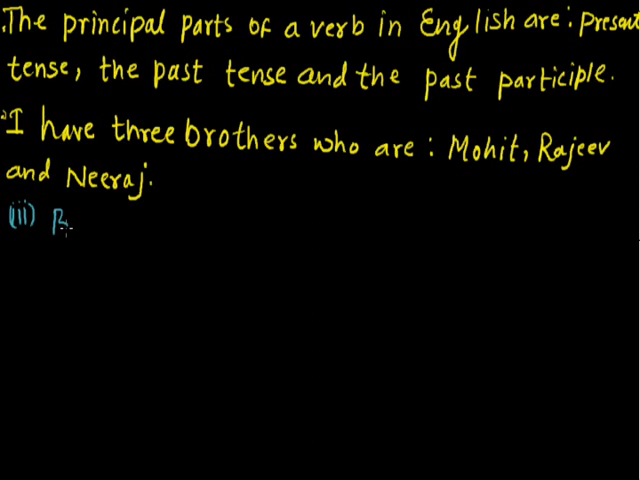 .The principal parts of a verb in English are: present
tense, the past tense and the past participle.
I have three brothers who are: Mohit, Rajeev
and Neeraj.
(iii)